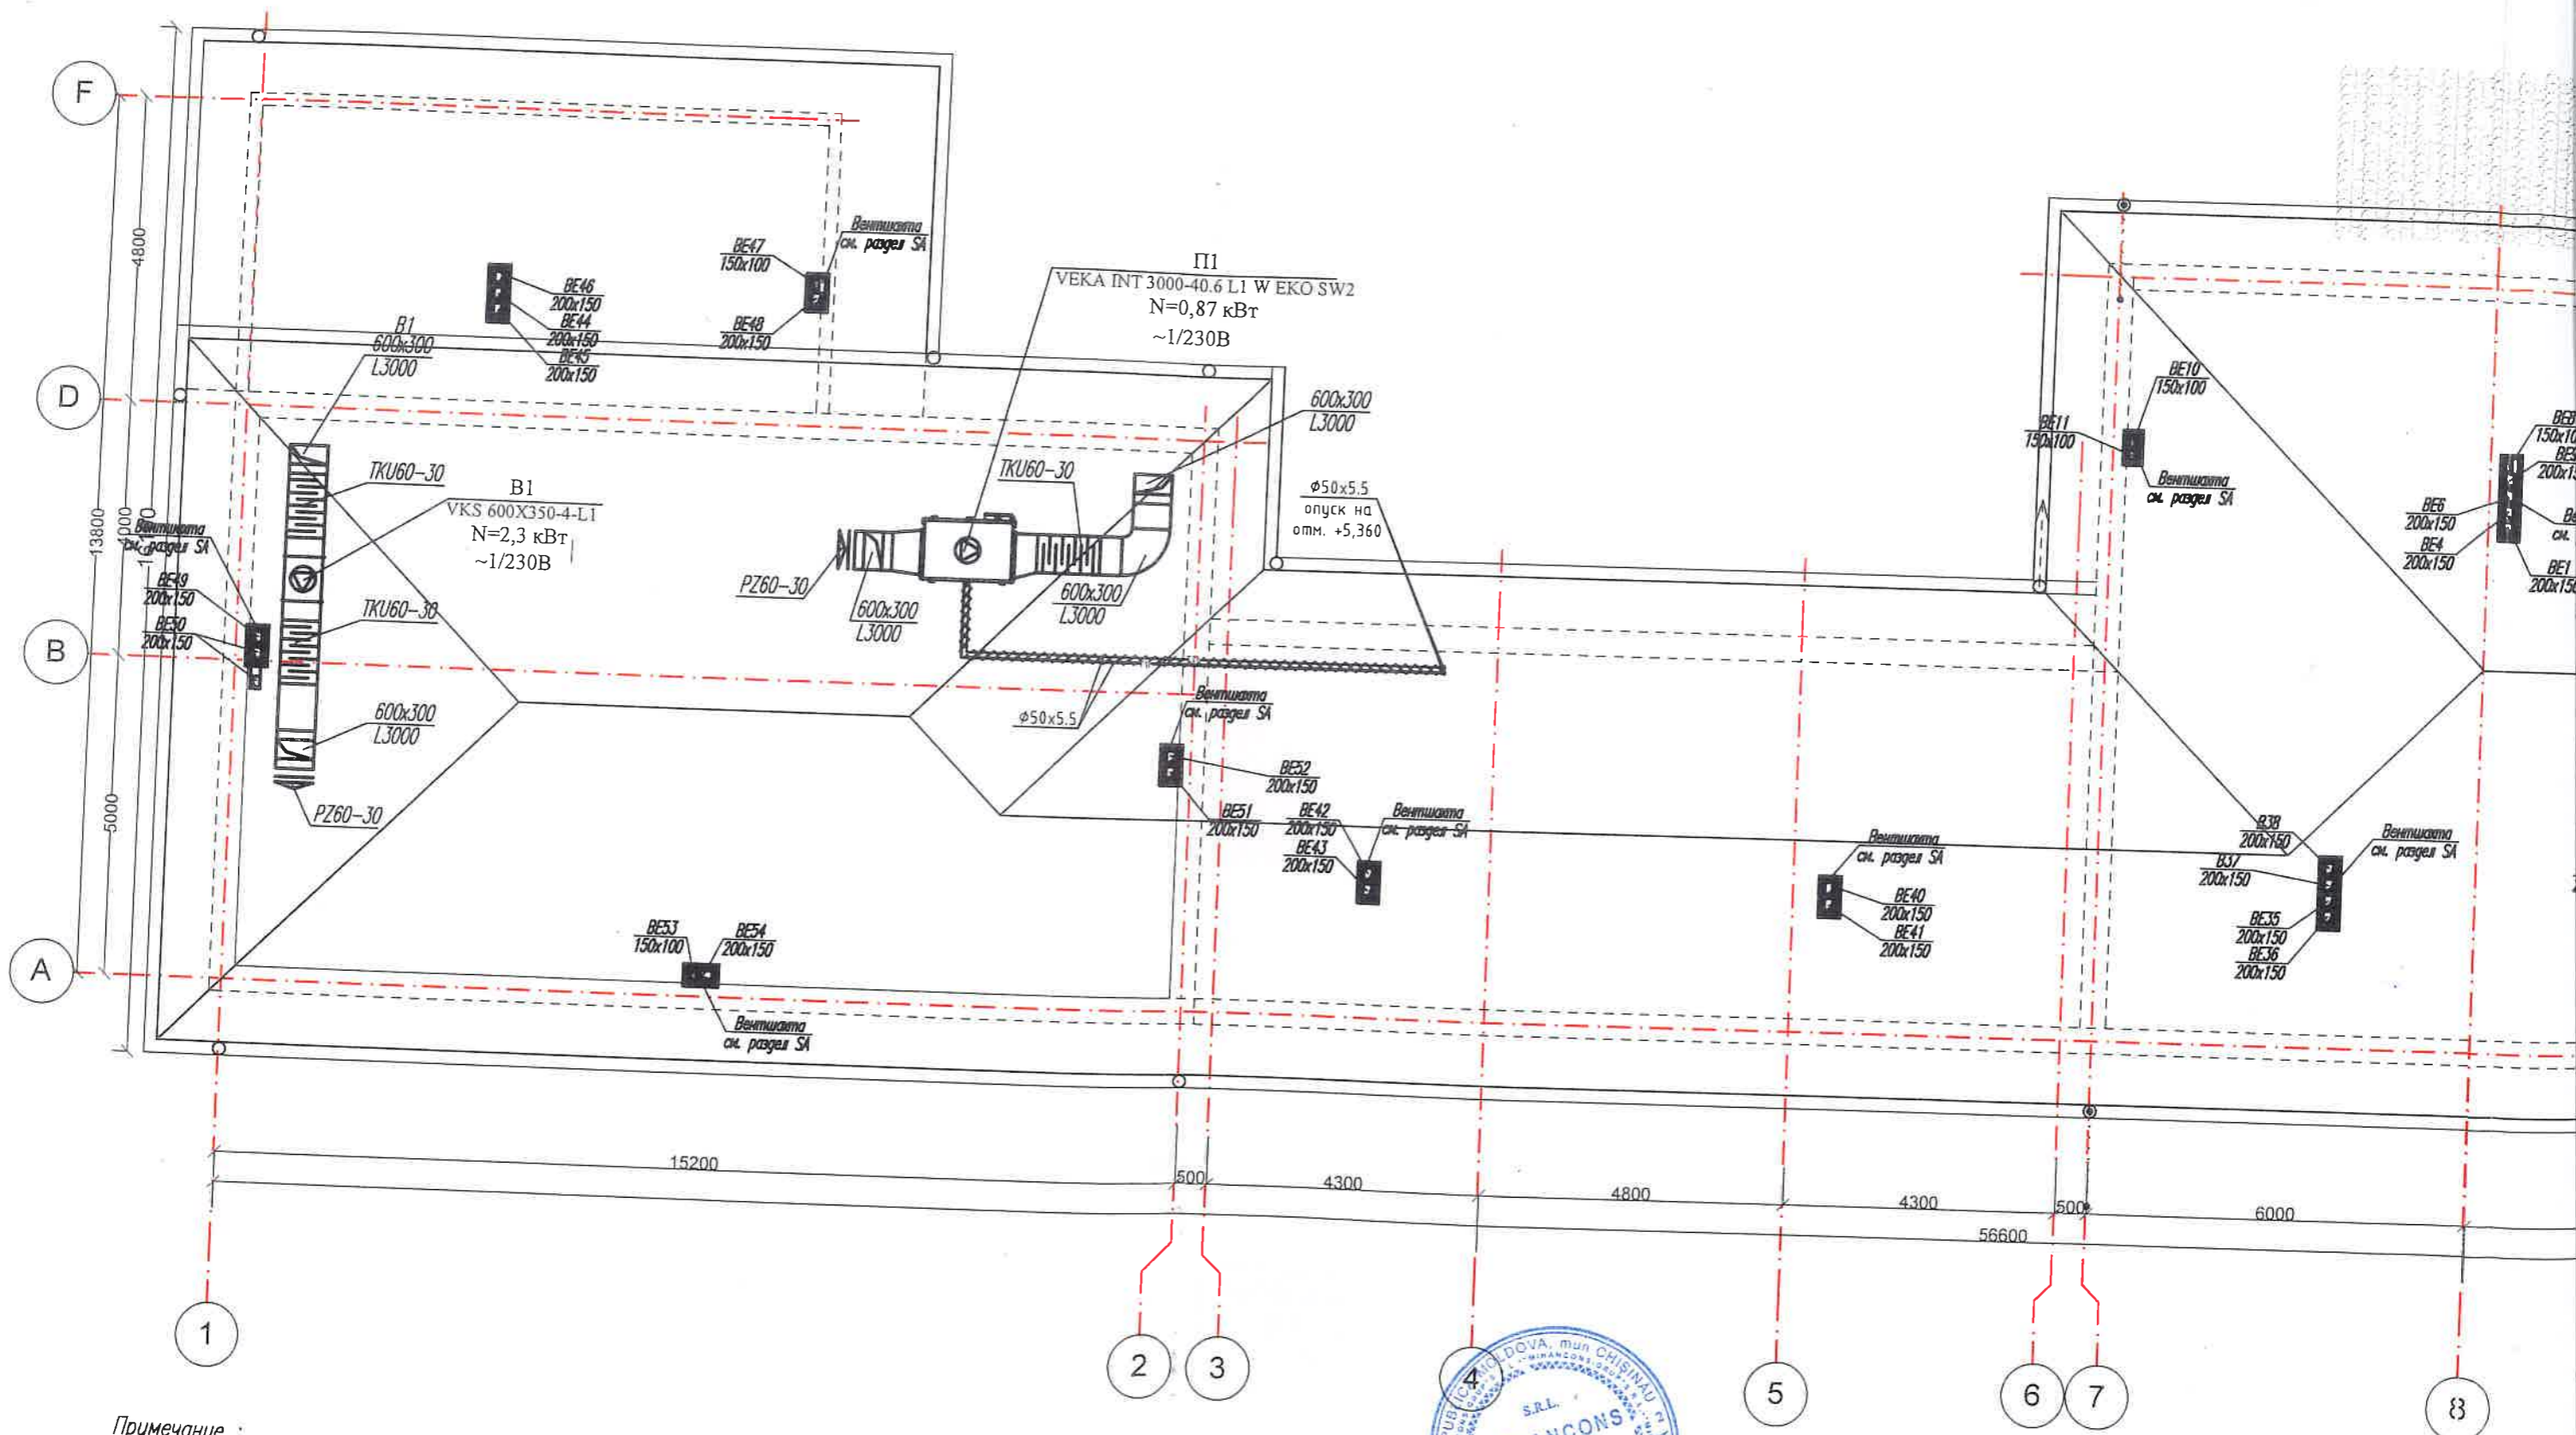 F
D
B
A
4800
4000
13800
5000
BE46
200x150
BE44
200x150
BE45
200x150
BE47
150x100
BE48
200x150
Вентшахта
см. раздел SA
П1
VEKA INT 3000-40.6 L1 W EKO SW2
N=0,87 кВт
~1/230В
B1
600x300
L3000
TKU60-30
В1
VKS 600X350-4-L1
N=2,3 кВт
~1/230В
Вентшахта
см. раздел SA
BE49
200x150
BE50
200x150
TKU60-30
600x300
L3000
PZ60-30
TKU60-30
600x300
L3000
PZ60-30
600x300
L3000
600x300
L3000
ϕ50x5.5
опуск на
отм. +5,360
ϕ50x5.5
Вентшахта
см. раздел SA
BE52
200x150
BE51
200x150
BE42
200x150
BE43
200x150
Вентшахта
см. раздел SA
BE53
150x100
BE54
200x150
Вентшахта
см. раздел SA
Вентшахта
см. раздел SA
BE40
200x150
BE41
200x150
BE10
150x100
BE11
150x100
Вентшахта
см. раздел SA
BE6
200x150
BE4
200x150
BE1
B38
200x150
B37
200x150
BE35
200x150
BE36
200x150
Вентшахта
см. раздел SA
15200
500
4300
4800
4300
500
6000
56600
1
2
3
4
5
6
7
8
MOLDOVA, mun CHIȘINĂU
S.R.L.
Примечание :